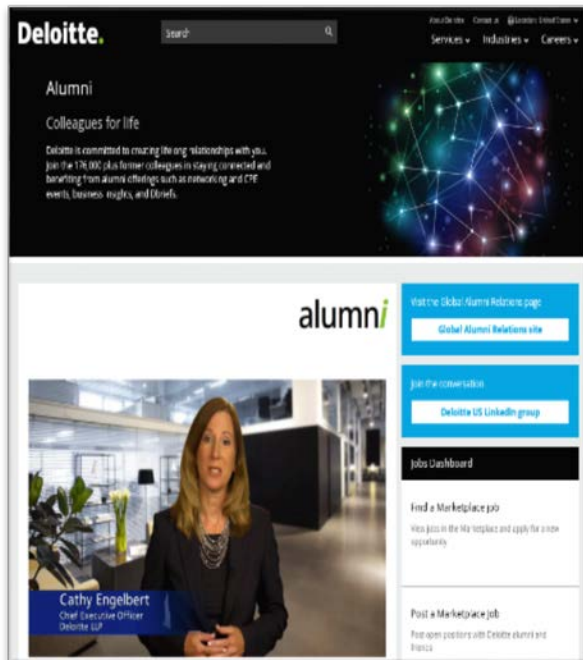 Deloitte.
Search
About Deloitte Contact us Location: United States
Services Industries Careers
Alumni
Colleagues for life
Deloitte is committed to creating lifelong relationships with you.
Join the 176,000 plus former colleagues in staying connected and
benefiting from alumni offerings such as networking and CPE
events, business insights, and Dbriefs.
alumni
Cathy Engelbert
Chief Executive Officer
Deloitte LLP
Visit the Global Alumni Relations page
Global Alumni Relations site
Join the conversation
Deloitte US LinkedIn group
Jobs Dashboard
Find a Marketplace job
View jobs in the Marketplace and apply for a new
opportunity
Post a Marketplace job
Post open positions with Deloitte alumni and
friends